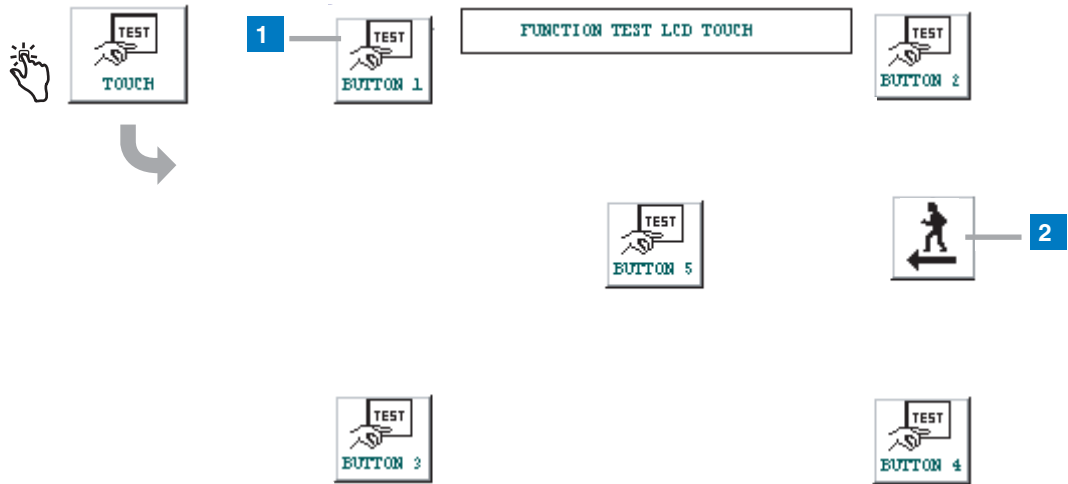 TEST
TOUCH
1
TEST
BUTTON 1
FUNCTION TEST LCD TOUCH
TEST
BUTTON 2
TEST
BUTTON 5
2
TEST
BUTTON 3
TEST
BUTTON 4